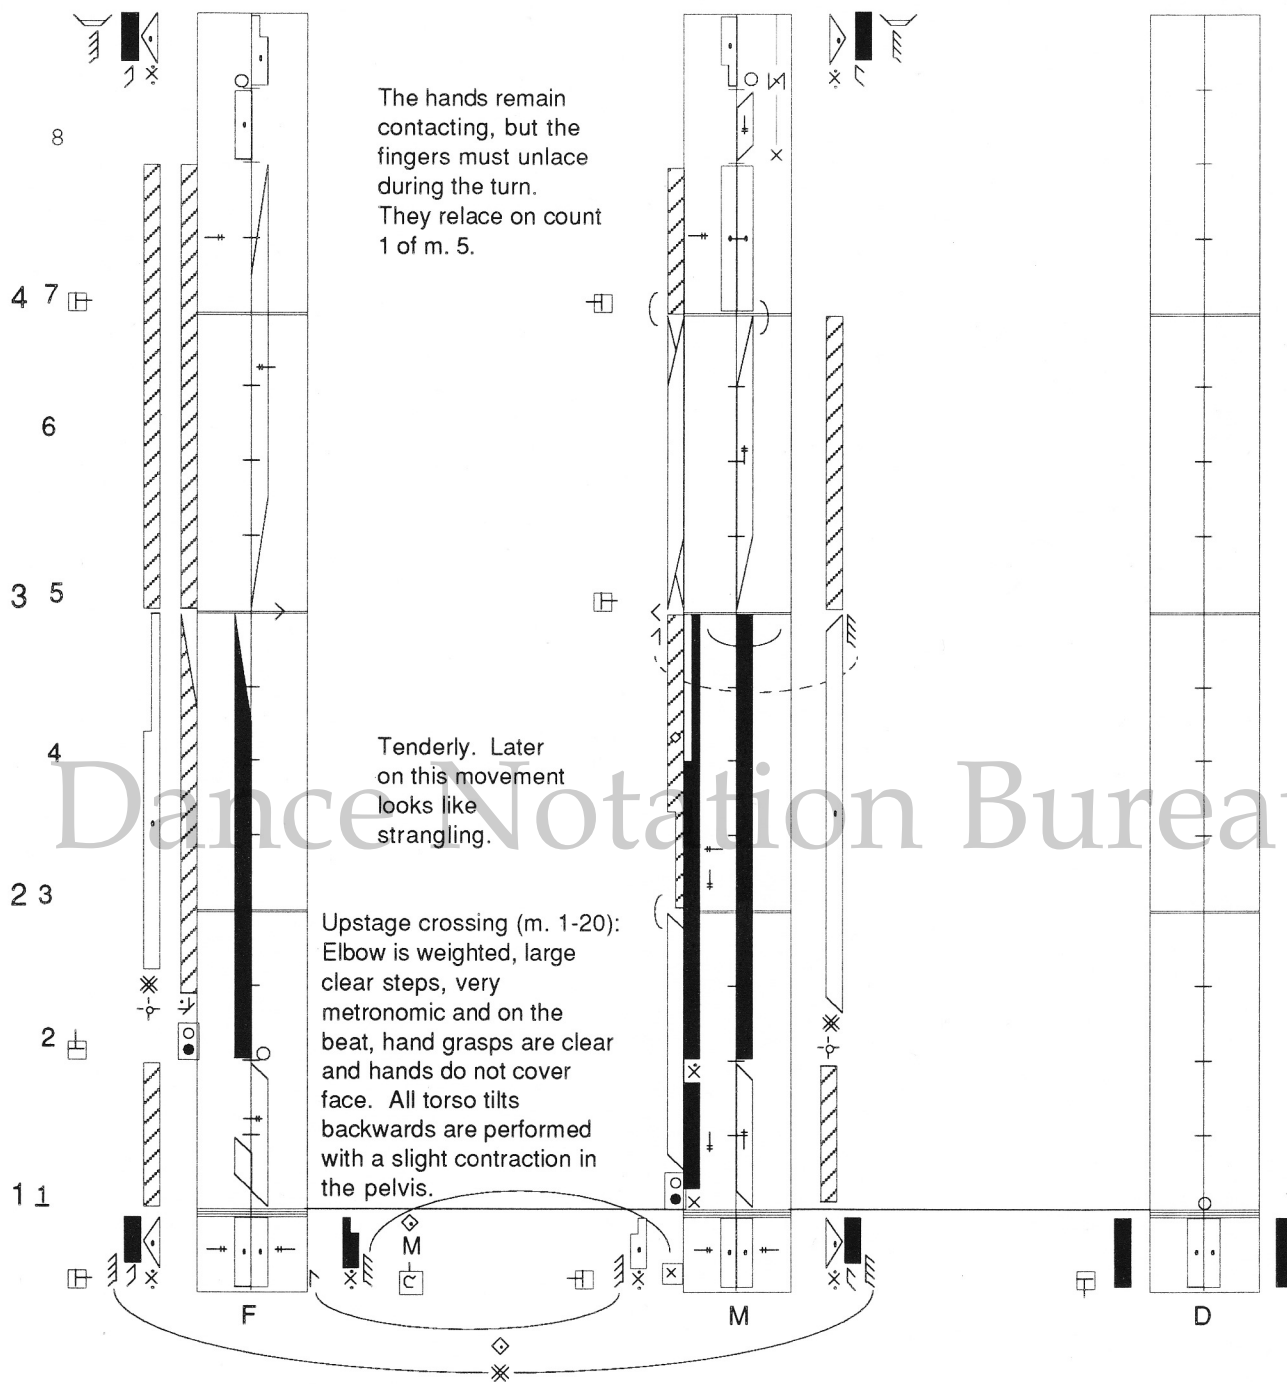 8
The hands remain
contacting, but the
fingers must unlace
during the turn.
They relace on count
1 of m. 5.
4 7
6
3 5
4
Tenderly. Later
on this movement
looks like
strangling.
Dance Notation Burea
2 3
Upstage crossing (m. 1-20):
Elbow is weighted, large
clear steps, very
metronomic and on the
beat, hand grasps are clear
and hands do not cover
face. All torso tilts
backwards are performed
with a slight contraction in
the pelvis.
2
1 1
M
F
M
D